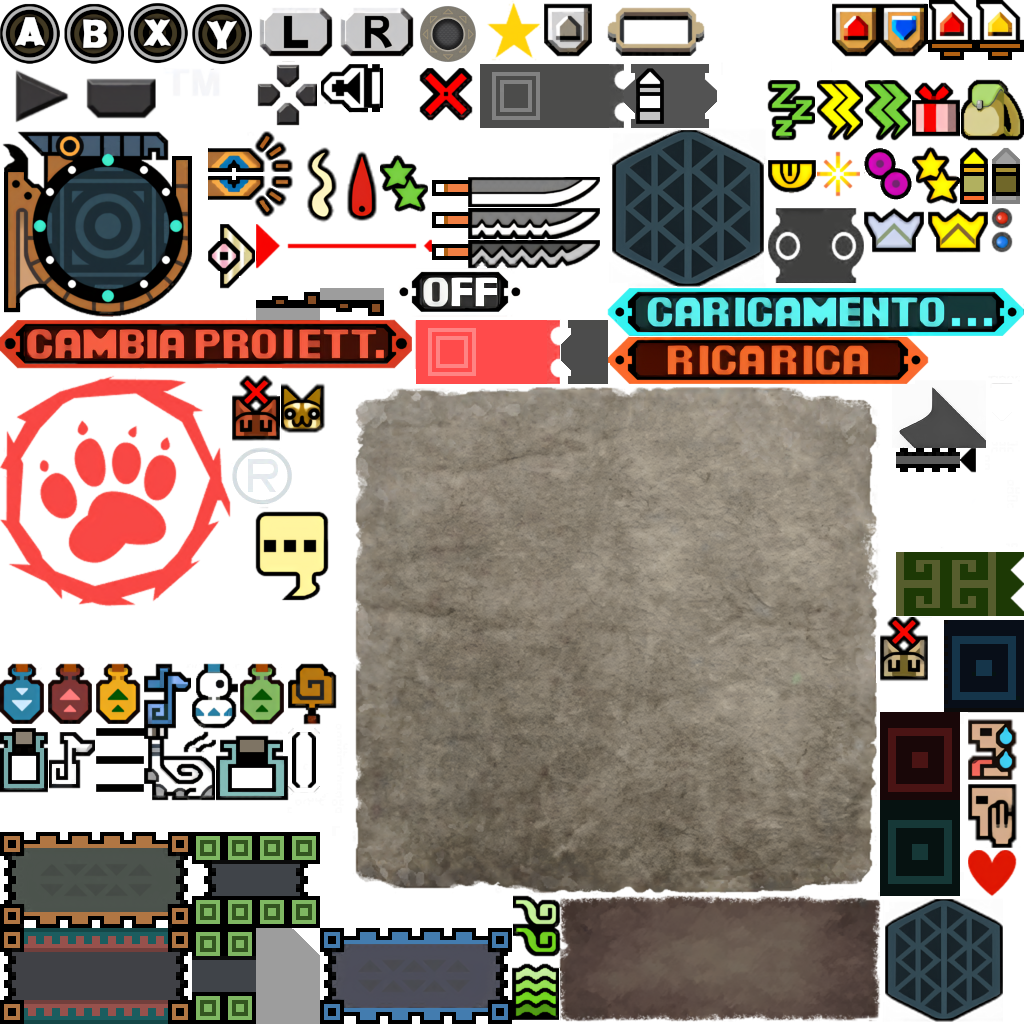 A B X Y L R
TM
OFF
CARICAMENTO...
CAMBIA PROIETT.
RICARICA
®